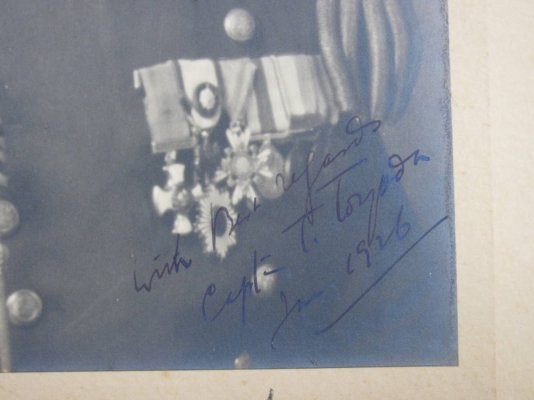 With Best regards
Capt. T. Toyoda
Jan 1926